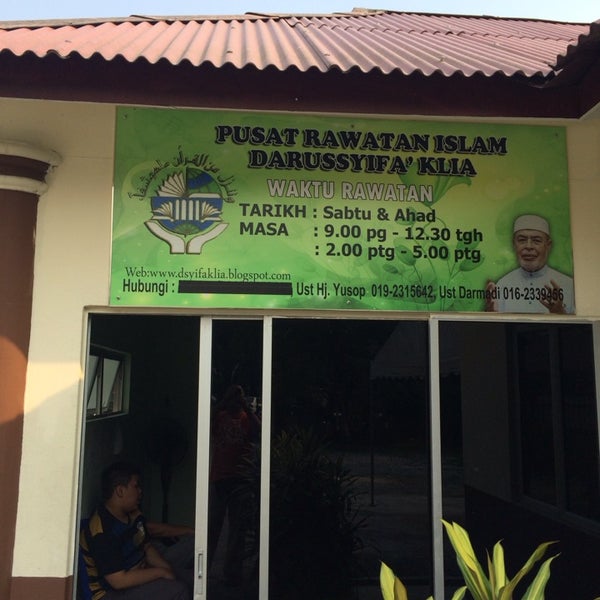 PUSAT RAWATAN ISLAM
DARUSSYIFA' KLIA
WAKTU RAWATAN
TARIKH : Sabtu & Ahad
MASA : 9.00 pg - 12.30 tgh
: 2.00 ptg - 5.00 ptg
Web:www.dsyifaklia.blogspot.com
Hubungi : , Ust Hj. Yusop 019-2315642, Ust Darmadi 016-2339456